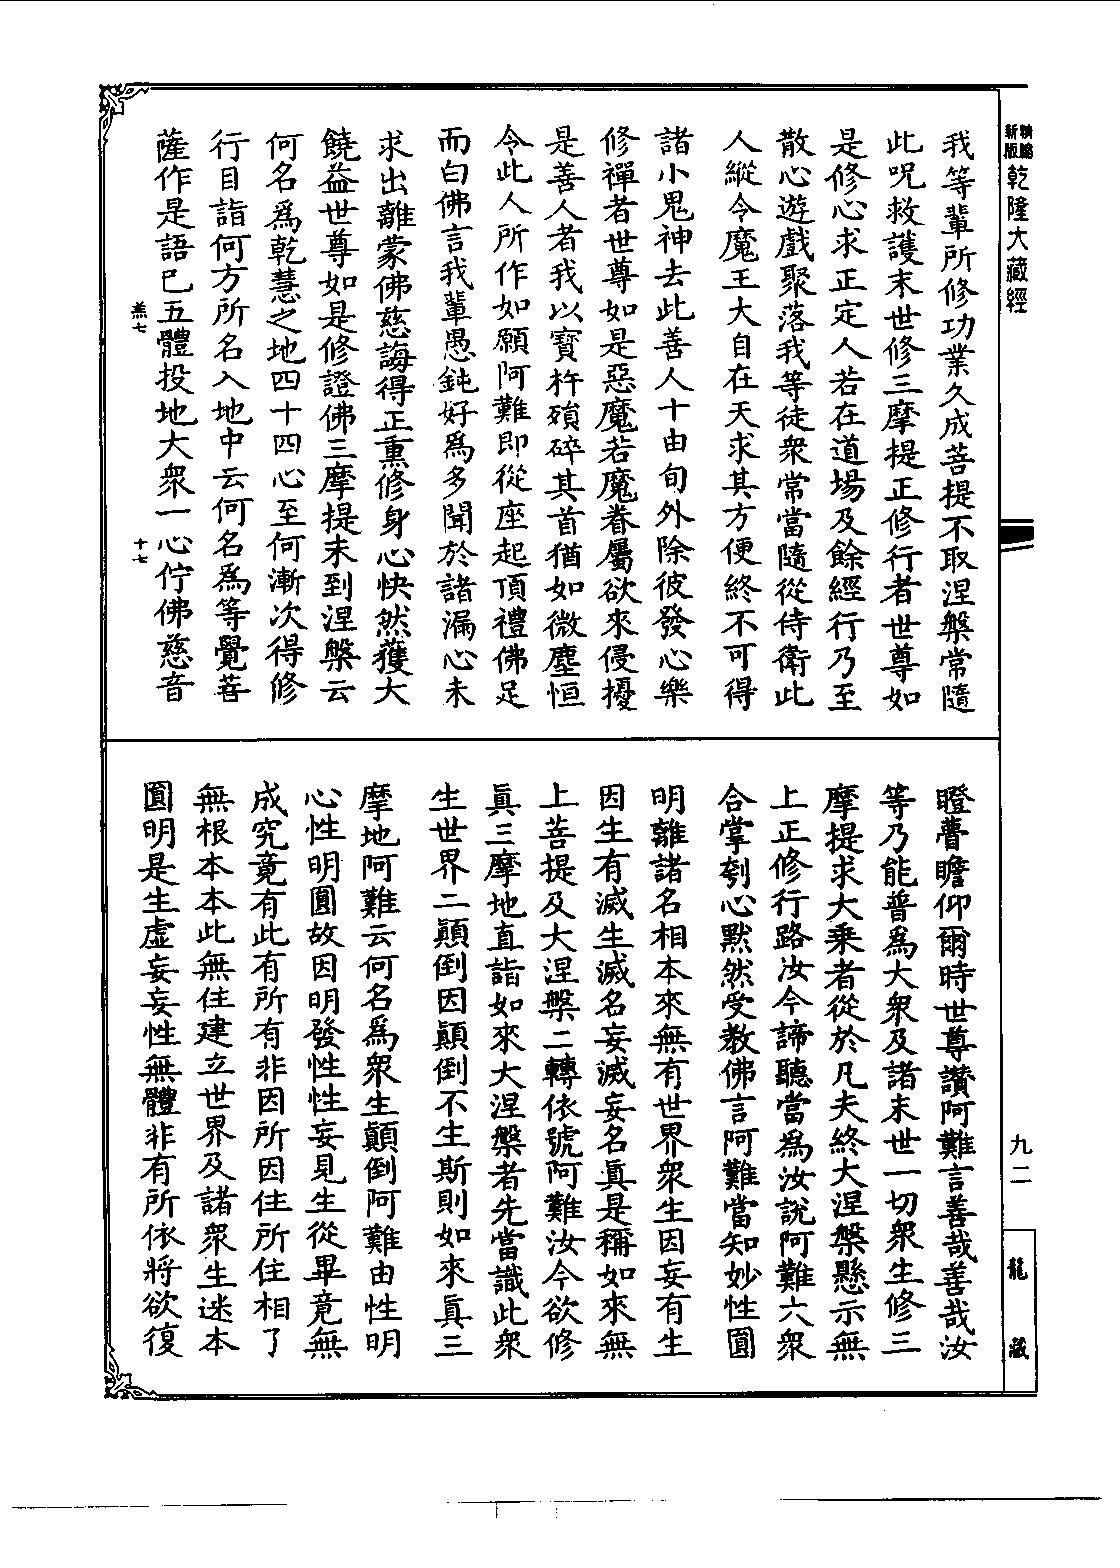 新版
乾隆大藏經
我等輩所修功業久成菩提不取涅槃常隨
此呪救護末世修三摩提正修行者世尊如
是修心求正定人若在道場及餘經行乃至
散心遊戲聚落我等徒衆常當隨從侍衛此
人縱令魔王大自在天求其方便終不可得
諸小鬼神去此善人十由旬外除彼發心樂
修禪者世尊如是惡魔若魔眷屬欲來侵擾
是善人者我以寶杵殞碎其首猶如微塵恒
令此人所作如願阿難即從座起頂禮佛足
而白佛言我輩愚鈍好爲多聞於諸漏心未
求出離蒙佛慈誨得正熏修身心快然獲大
饒益世尊如是修證佛三摩提未到涅槃云
何名爲乾慧之地四十四心至何漸次得修
行目詣何方所名入地中云何名爲等覺菩
薩作是語已五體投地大衆一心佇佛慈音
羔七
十七
瞪瞢瞻仰爾時世尊讚阿難言善哉善哉汝
等乃能普爲大衆及諸末世一切衆生修三
摩提求大乘者從於凡夫終大涅槃懸示無
上正修行路汝今諦聽當爲汝說阿難六衆
合掌刳心默然受教佛言阿難當知妙性圓
明離諸名相本來無有世界衆生因妄有生
因生有滅生滅名妄滅妄名眞是稱如來無
上菩提及大涅槃二轉依號阿難汝今欲修
眞三摩地直詣如來大涅槃者先當識此衆
生世界二顛倒因顛倒不生斯則如來眞三
摩地阿難云何名爲衆生顛倒阿難由性明
心性明圓故因明發性性妄見生從畢竟無
成究竟有此有所有非因所因住所住相了
無根本本此無住建立世界及諸衆生迷本
圓明是生虛妄妄性無體非有所依將欲復
九二
龍藏